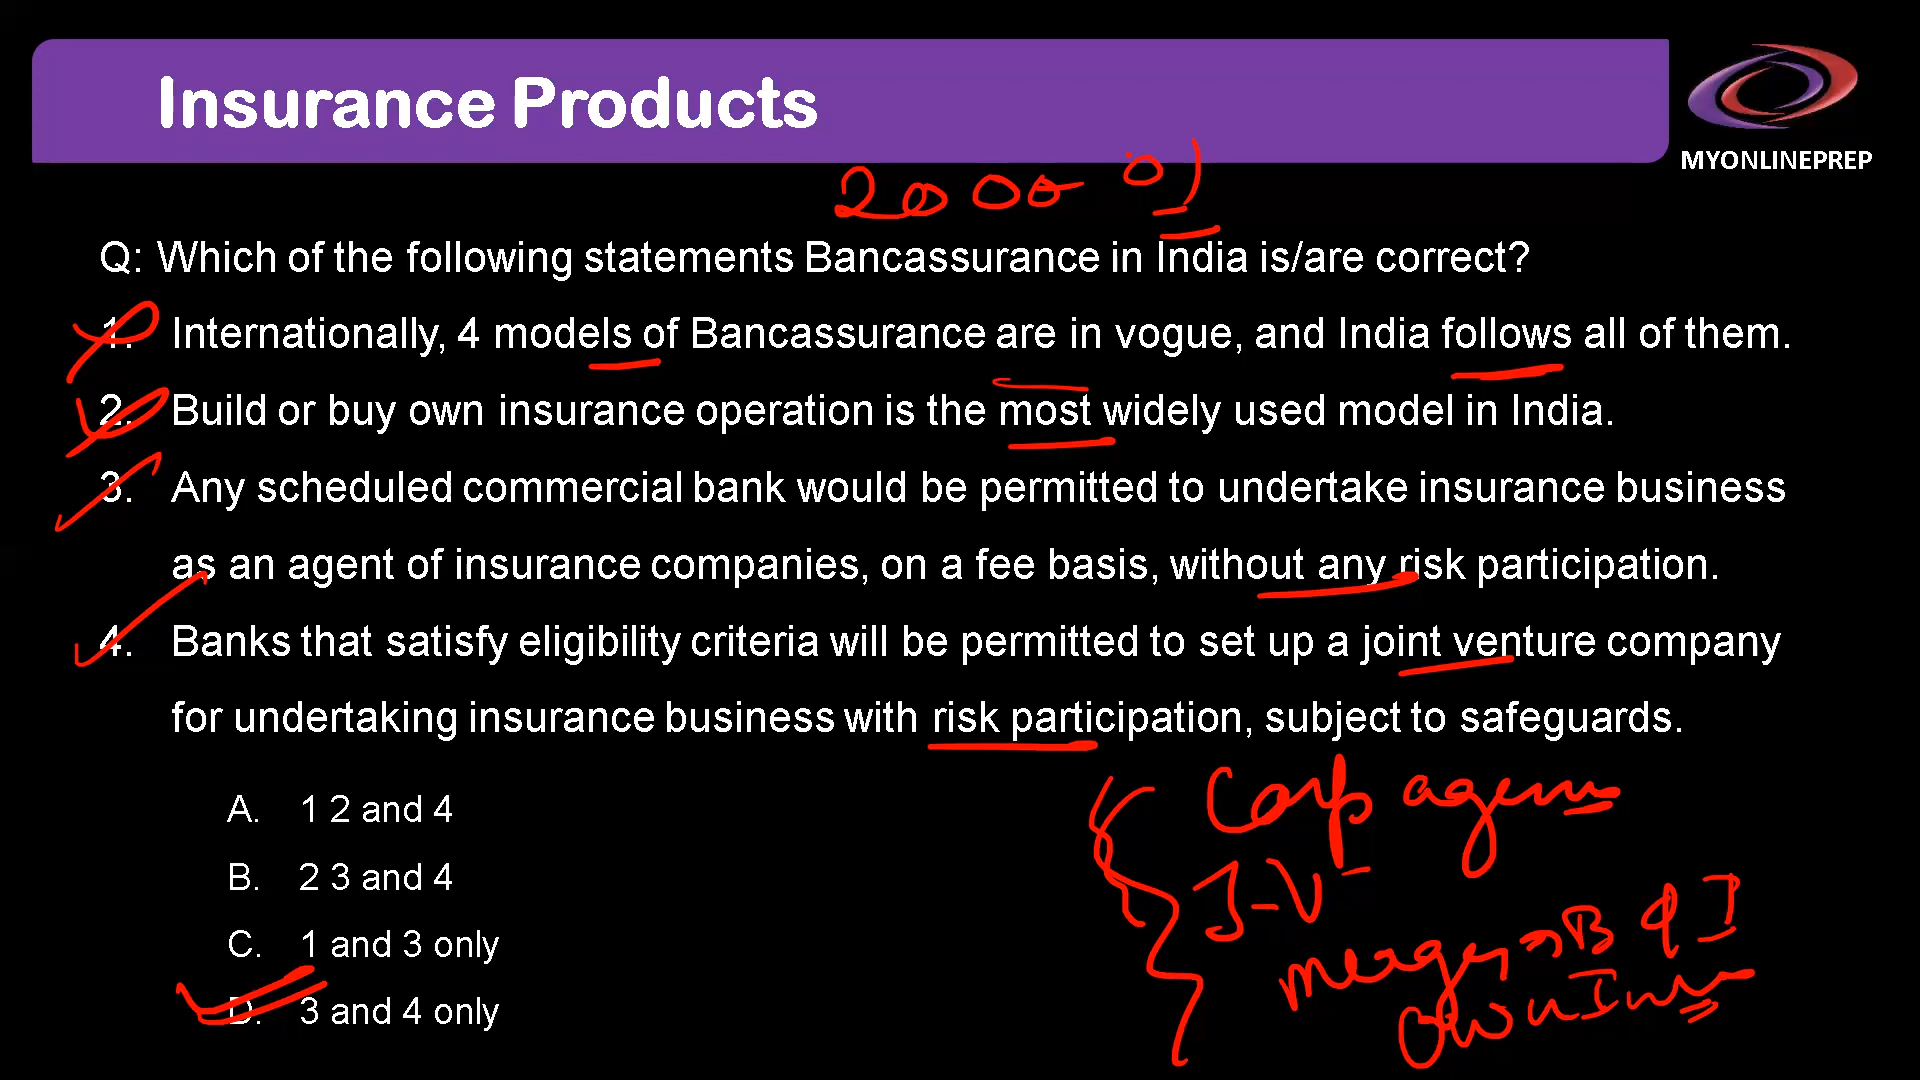 Insurance Products
MYONLINEPREP
2000 01
Q: Which of the following statements Bancassurance in India is/are correct?
1. Internationally, 4 models of Bancassurance are in vogue, and India follows all of them.
2. Build or buy own insurance operation is the most widely used model in India.
3. Any scheduled commercial bank would be permitted to undertake insurance business
as an agent of insurance companies, on a fee basis, without any risk participation.
4. Banks that satisfy eligibility criteria will be permitted to set up a joint venture company
for undertaking insurance business with risk participation, subject to safeguards.
A. 1 2 and 4
B. 2 3 and 4
C. 1 and 3 only
D. 3 and 4 only
Corp
J-V
merger B & I
own